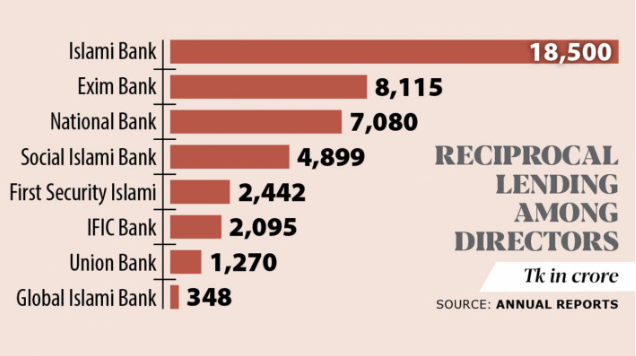 Islami Bank 18,500
Exim Bank 8,115
National Bank 7,080
Social Islami Bank 4,899
First Security Islami 2,442
IFIC Bank 2,095
Union Bank 1,270
Global Islami Bank 348
RECIPROCAL
LENDING
AMONG
DIRECTORS
Tk in crore
SOURCE: ANNUAL REPORTS